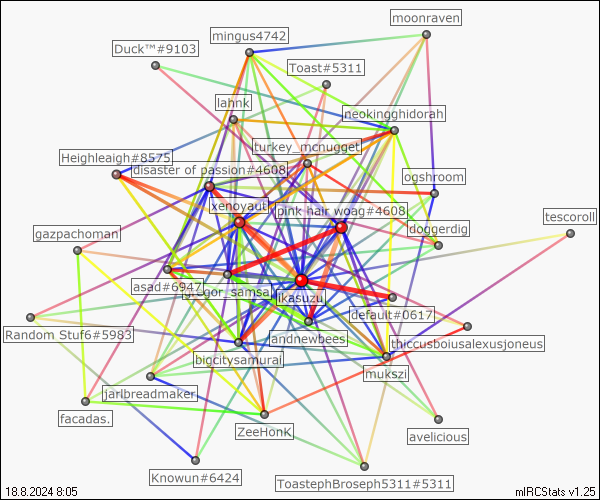 moonraven
mingus4742
Duck™#9103
Toast#5311
lahnk
neokingghidorah
turkey_mcnugget
Heighleaigh#8575
disaster of passion#4608
ogshroom
xenoyaut
pink hair woag#4608
tescoroll
doggerdig
gazpachoman
asad#6947
gregor_samsa
ikasuzu
default#0617
Random Stuf6#5983
andnewbees
thiccusboiusalexusjoneus
bigcitysamurai
mukszi
jarlbreadmaker
facadas.
ZeeHonK
avelicious
Knowun#6424
ToastephBroseph5311#5311
18.8.2024 8:05
mIRCStats v1.25